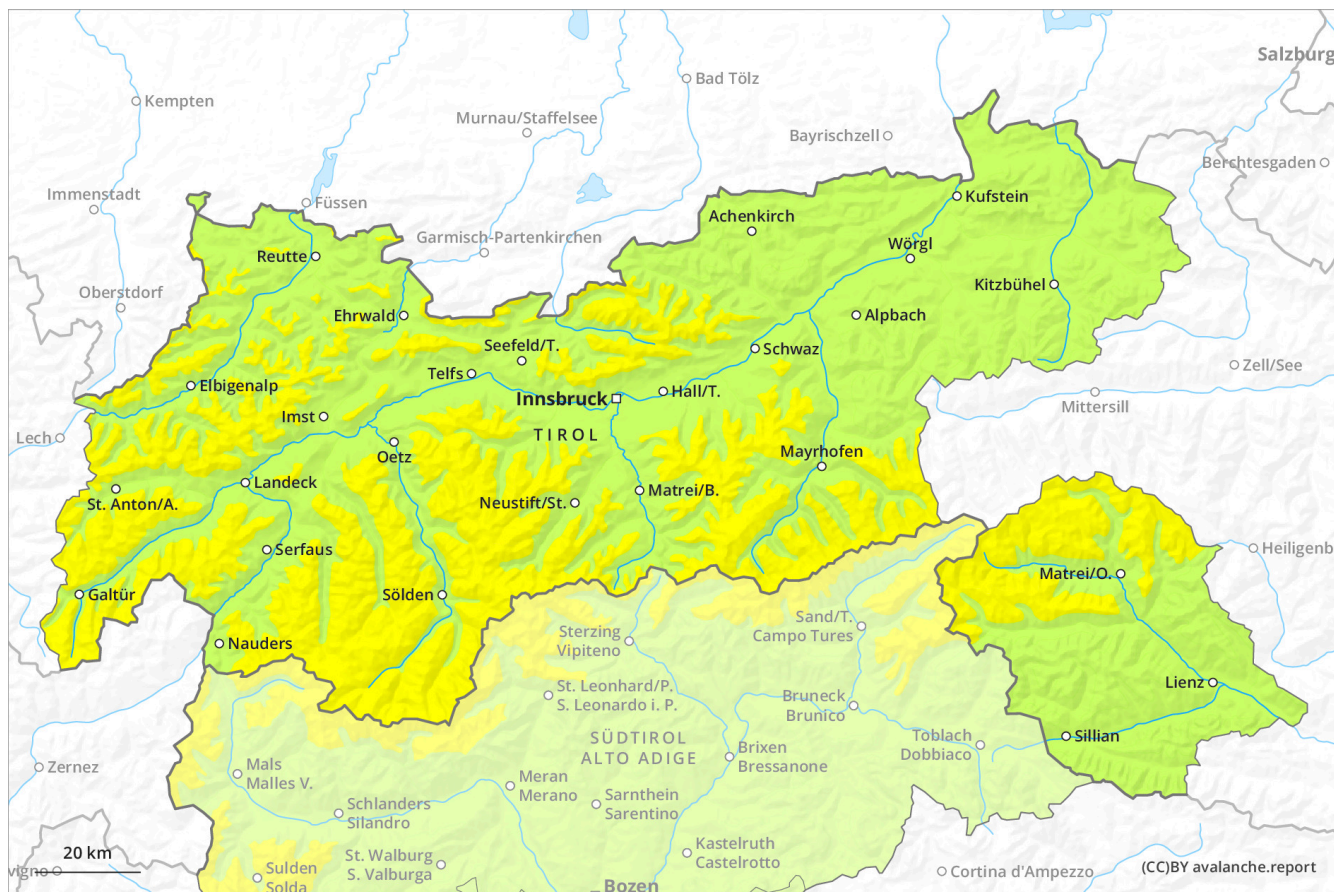 Salzburg
Kempten
Bad Tölz
Murnau/Staffelsee
Bayrischzell
Berchtesgaden
Immenstadt
Füssen
Kufstein
Achenkirch
Garmisch-Partenkirchen
Wörgl
Reutte
Kitzbühel
Oberstdorf
Ehrwald
Alpbach
Seefeld/T.
Schwaz
Zell/See
Telfs
Elbigenalp
Innsbruck
Hall/T.
Mittersill
Imst
Lech
TIROL
Oetz
Mayrhofen
Landeck
Matrei/B.
St. Anton/A.
Neustift/St.
Serfaus
Heiligenb
Matrei/O.
Galtür
Sölden
Sand/T.
Campo Tures
Sterzing
Vipiteno
Nauders
Lienz
St. Leonhard/P.
S. Leonardo i. P.
Bruneck
Brunico
SÜDTIROL
ALTO ADIGE
Toblach
Dobbiaco
Sillian
Brixen
Bressanone
Zernez
Mals
Malles V.
Meran
Merano
Sarnthein
Sarentino
Schlanders
Silandro
Kastelruth
Castelrotto
20 km
St. Walburg
S. Valburga
vigno
Sulden
Solda
Cortina d'Ampezzo
(CC)BY avalanche.report
Bozen